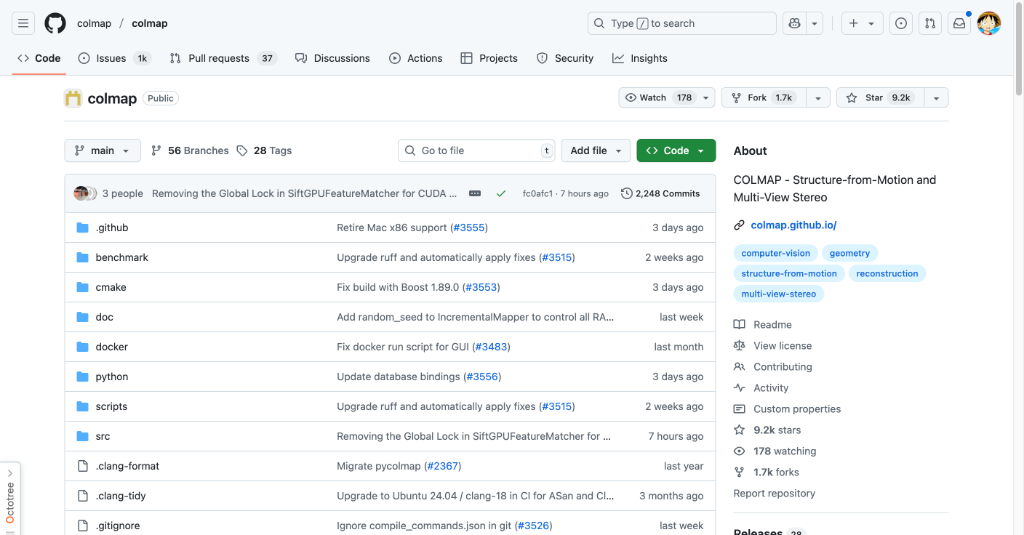 colmap / colmap
Type / to search
Code
Issues 1k
Pull requests 37
Discussions
Actions
Projects
Security
Insights
colmap Public
Watch 178
Fork 1.7k
Star 9.2k
main
56 Branches
28 Tags
Go to file t
Add file
Code
3 people Removing the Global Lock in SiftGPUFeatureMatcher for CUDA ... fc0afc1 · 7 hours ago 2,248 Commits
.github Retire Mac x86 support (#3555) 3 days ago
benchmark Upgrade ruff and automatically apply fixes (#3515) 2 weeks ago
cmake Fix build with Boost 1.89.0 (#3553) 3 days ago
doc Add random_seed to IncrementalMapper to control all RA... last week
docker Fix docker run script for GUI (#3483) last month
python Update database bindings (#3556) 3 days ago
scripts Upgrade ruff and automatically apply fixes (#3515) 2 weeks ago
src Removing the Global Lock in SiftGPUFeatureMatcher for ... 7 hours ago
.clang-format Migrate pycolmap (#2367) last year
.clang-tidy Upgrade to Ubuntu 24.04 / clang-18 in CI for ASan and Cl... 3 months ago
.gitignore Ignore compile_commands.json in git (#3526) last week
About
COLMAP - Structure-from-Motion and
Multi-View Stereo
colmap.github.io/
computer-vision geometry
structure-from-motion reconstruction
multi-view-stereo
Readme
View license
Contributing
Activity
Custom properties
9.2k stars
178 watching
1.7k forks
Report repository
Releases 28
Octotree